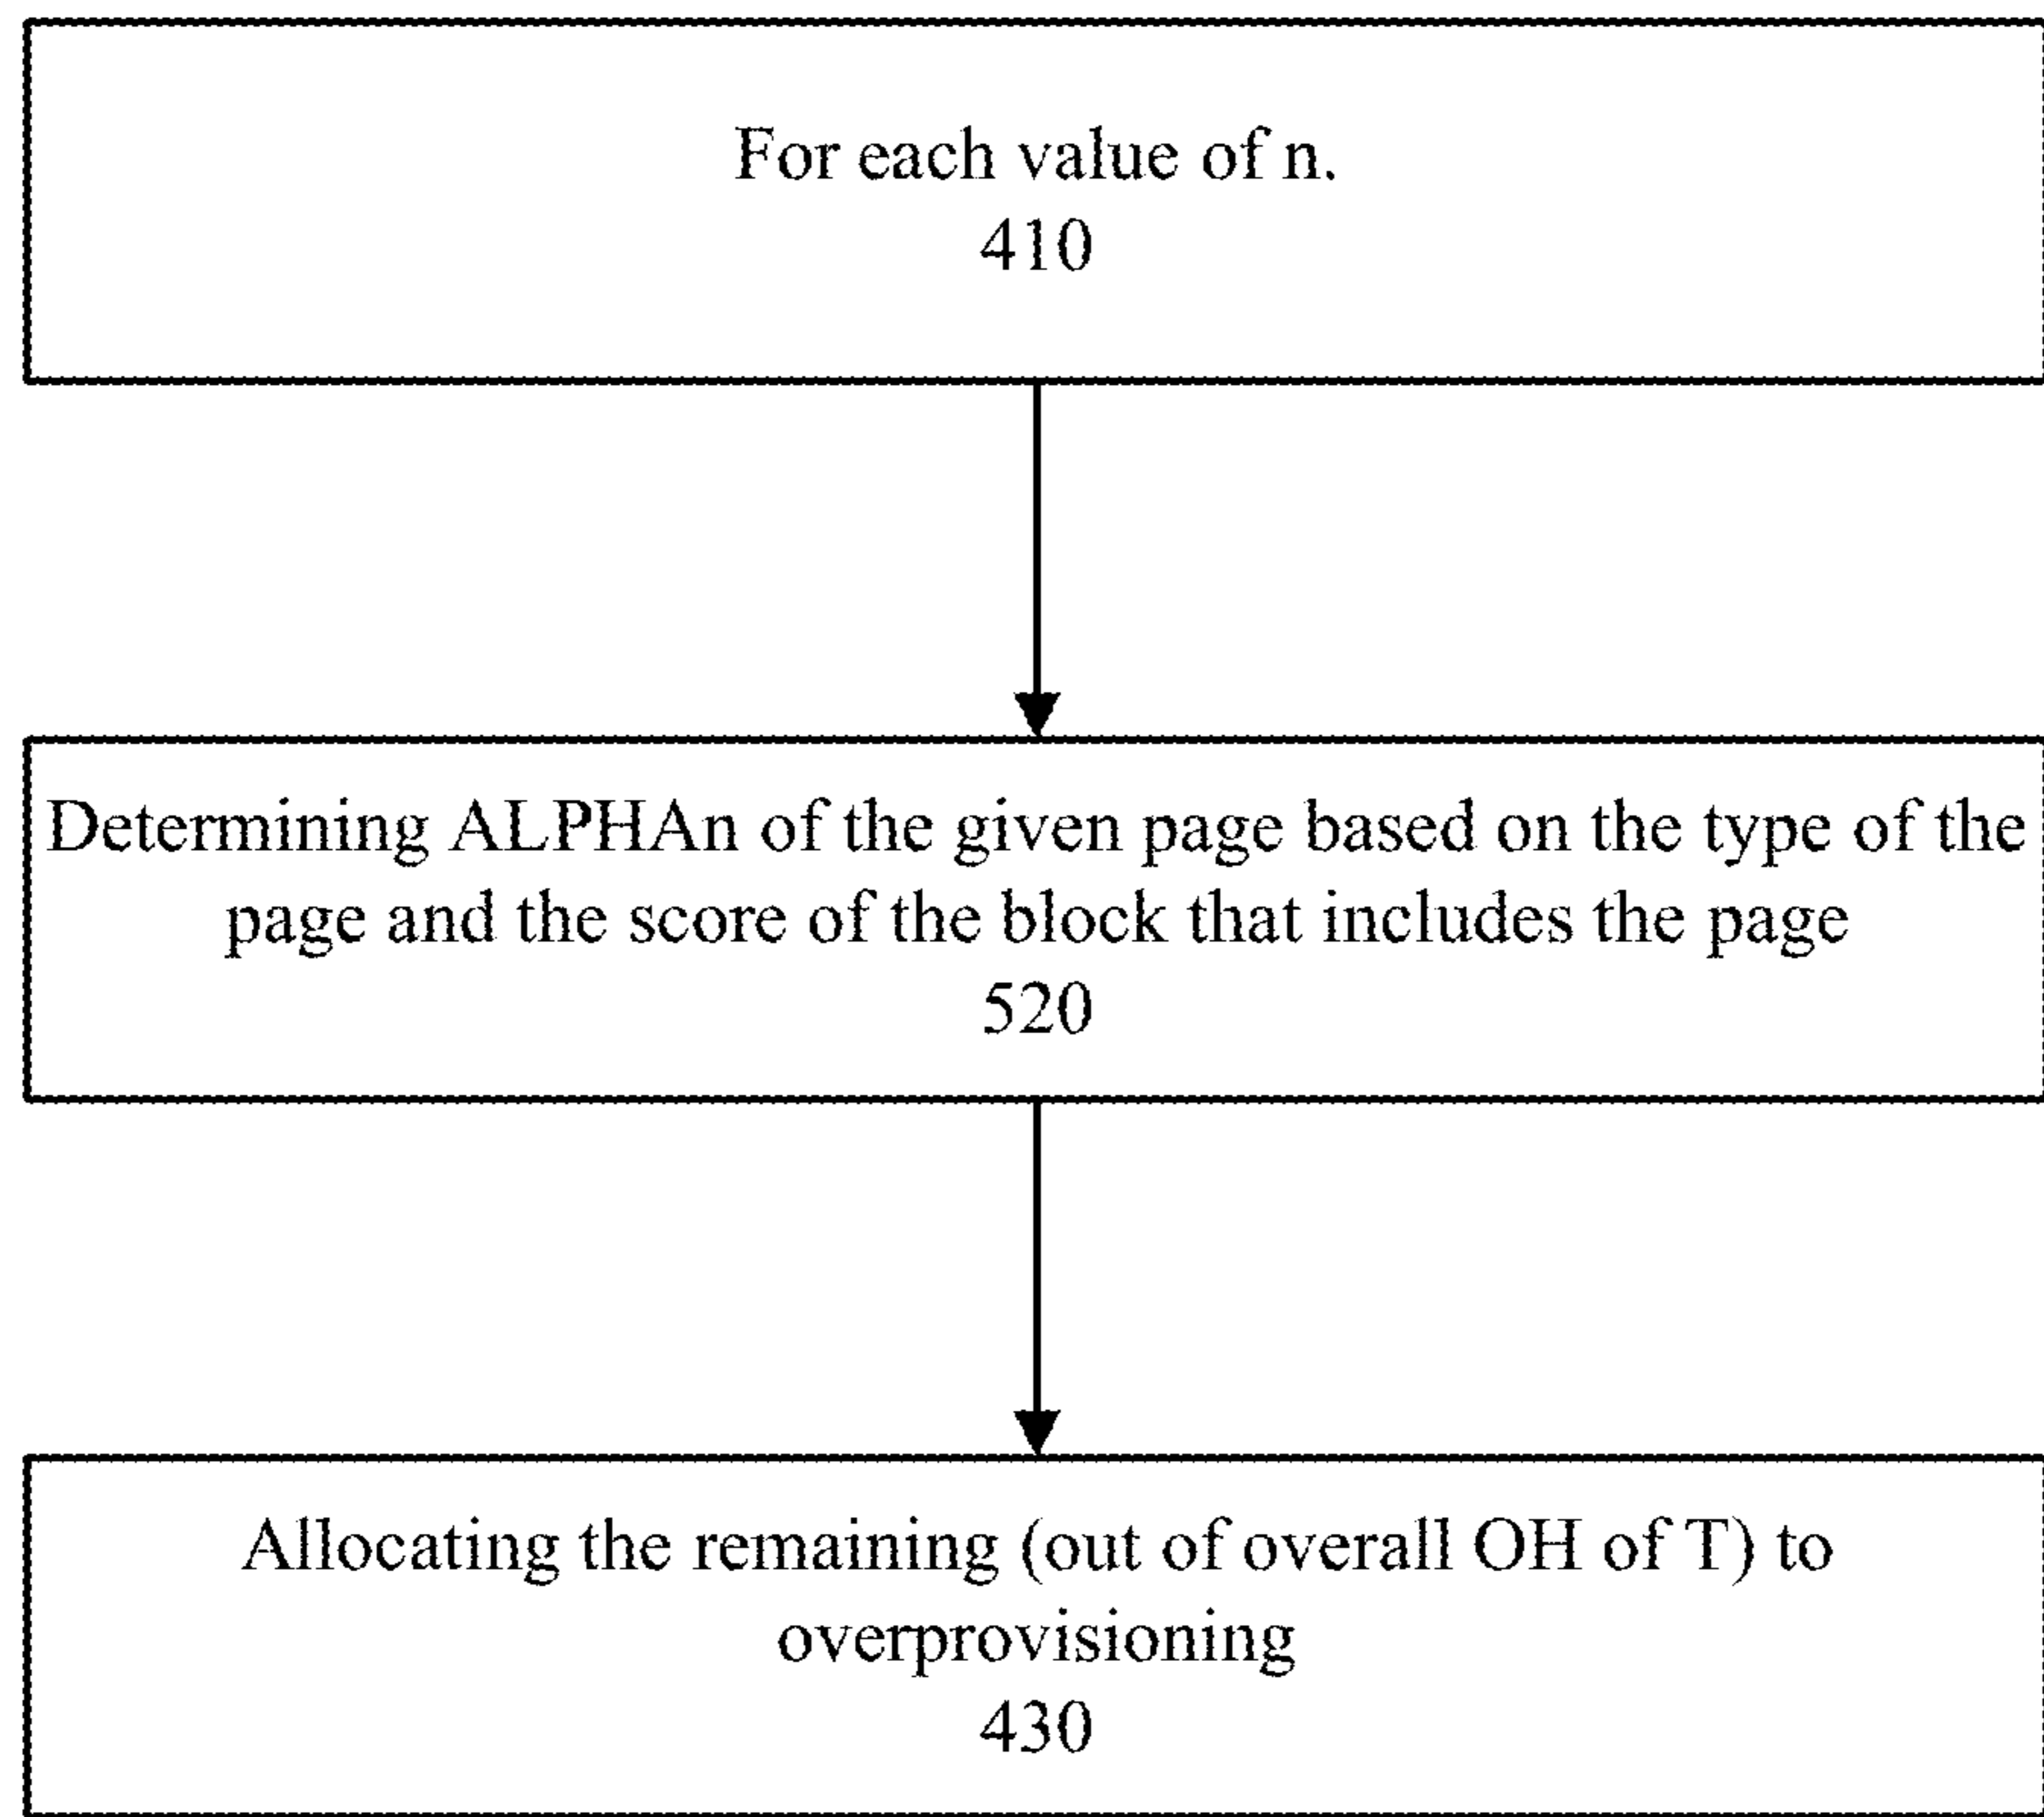 For each value of n.
410
Determining ALPHAn of the given page based on the type of the
page and the score of the block that includes the page
520
Allocating the remaining (out of overall OH of T) to
overprovisioning
430